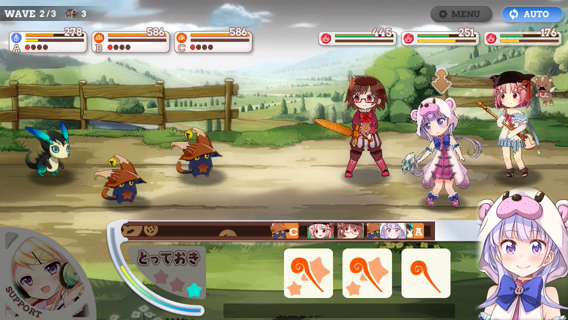 WAVE 2/3 3
MENU
AUTO
278
586
586
445
251
176
A
B
C
C
A
とっておき
SUPPORT